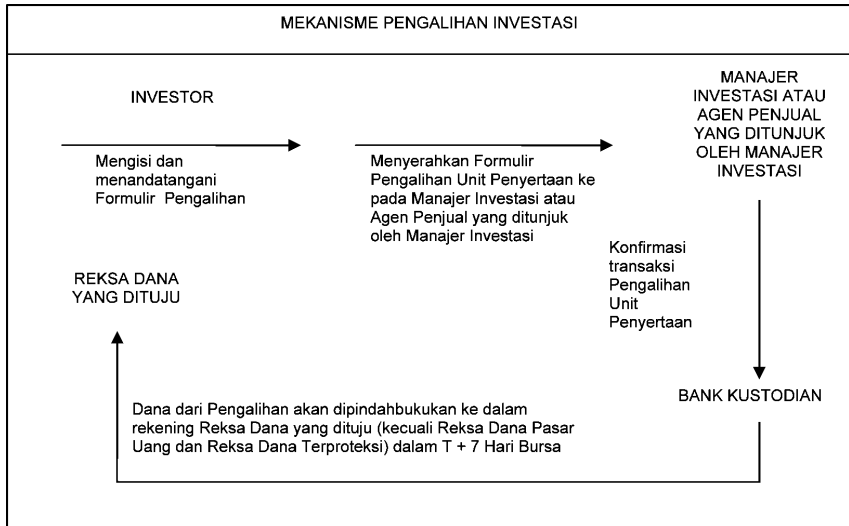 MEKANISME PENGALIHAN INVESTASI
INVESTOR
Mengisi dan
menandatangani
Formulir Pengalihan
Menyerahkan Formulir
Pengalihan Unit Penyertaan ke
pada Manajer Investasi atau
Agen Penjual yang ditunjuk
oleh Manajer Investasi
MANAJER
INVESTASI ATAU
AGEN PENJUAL
YANG DITUNJUK
OLEH MANAJER
INVESTASI
Konfirmasi
transaksi
Pengalihan
Unit
Penyertaan
BANK KUSTODIAN
Dana dari Pengalihan akan dipindahbukukan ke dalam
rekening Reksa Dana yang dituju (kecuali Reksa Dana Pasar
Uang dan Reksa Dana Terproteksi) dalam T + 7 Hari Bursa
REKSA DANA
YANG DITUJU